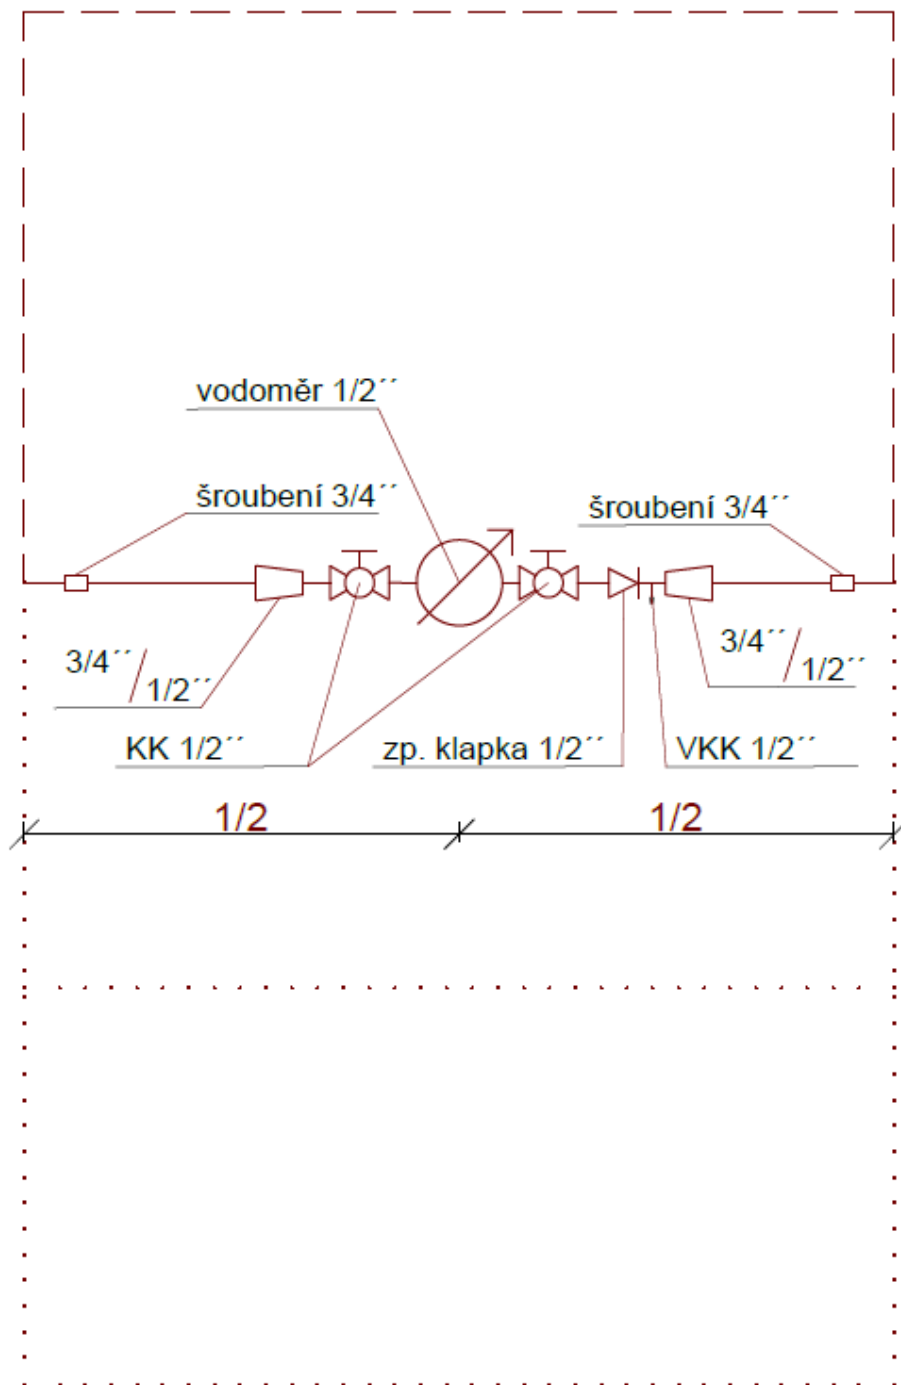 vodoměr 1/2´´
šroubení 3/4´´
šroubení 3/4´´
3/4´´/
1/2´´
3/4´´/
1/2´´
KK 1/2´´
zp. klapka 1/2´´
VKK 1/2´´
1/2
1/2